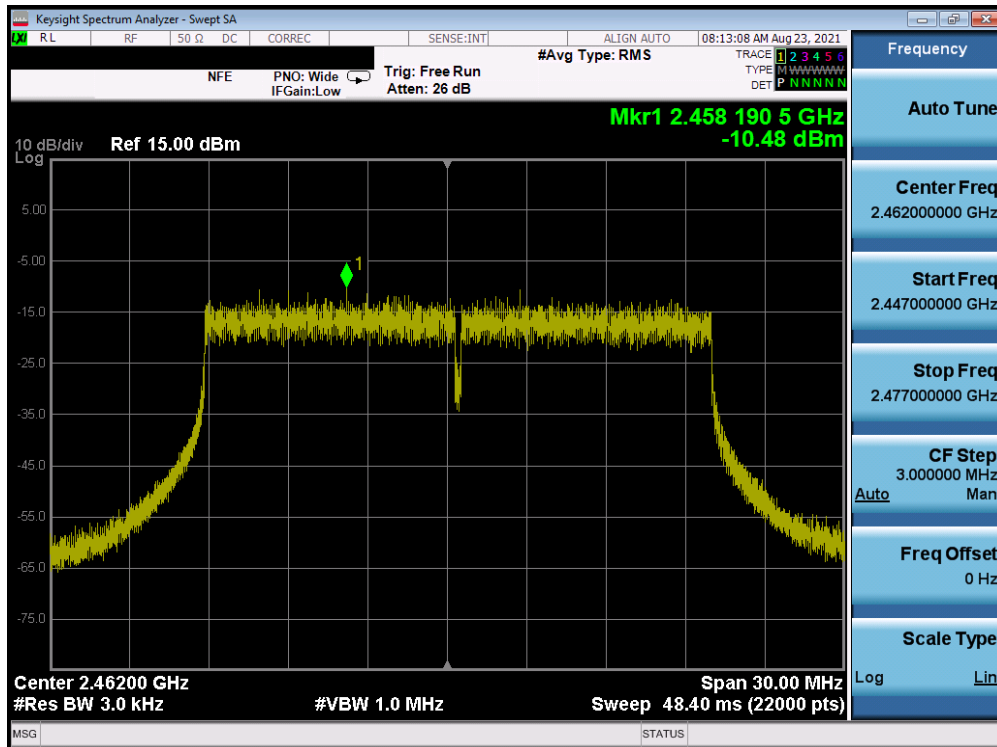 Keysight Spectrum Analyzer - Swept SA
LXI RL RF 50 Ω DC CORREC SENSE:INT ALIGN AUTO 08:13:08 AM Aug 23, 2021
#Avg Type: RMS
TRACE 1 2 3 4 5 6
NFE PNO: Wide Trig: Free Run TYPE M WWWWW
IFGain:Low Atten: 26 dB DET P N N N N N
Mkr1 2.458 190 5 GHz
-10.48 dBm
10 dB/div Ref 15.00 dBm
Log
5.00
-5.00
1
-15.0
-25.0
-35.0
-45.0
-55.0
-65.0
-75.0
Center 2.46200 GHz Span 30.00 MHz
#Res BW 3.0 kHz #VBW 1.0 MHz Sweep 48.40 ms (22000 pts)
MSG STATUS
Frequency
Auto Tune
Center Freq
2.462000000 GHz
Start Freq
2.447000000 GHz
Stop Freq
2.477000000 GHz
CF Step
3.000000 MHz
Auto Man
Freq Offset
0 Hz
Scale Type
Log Lin